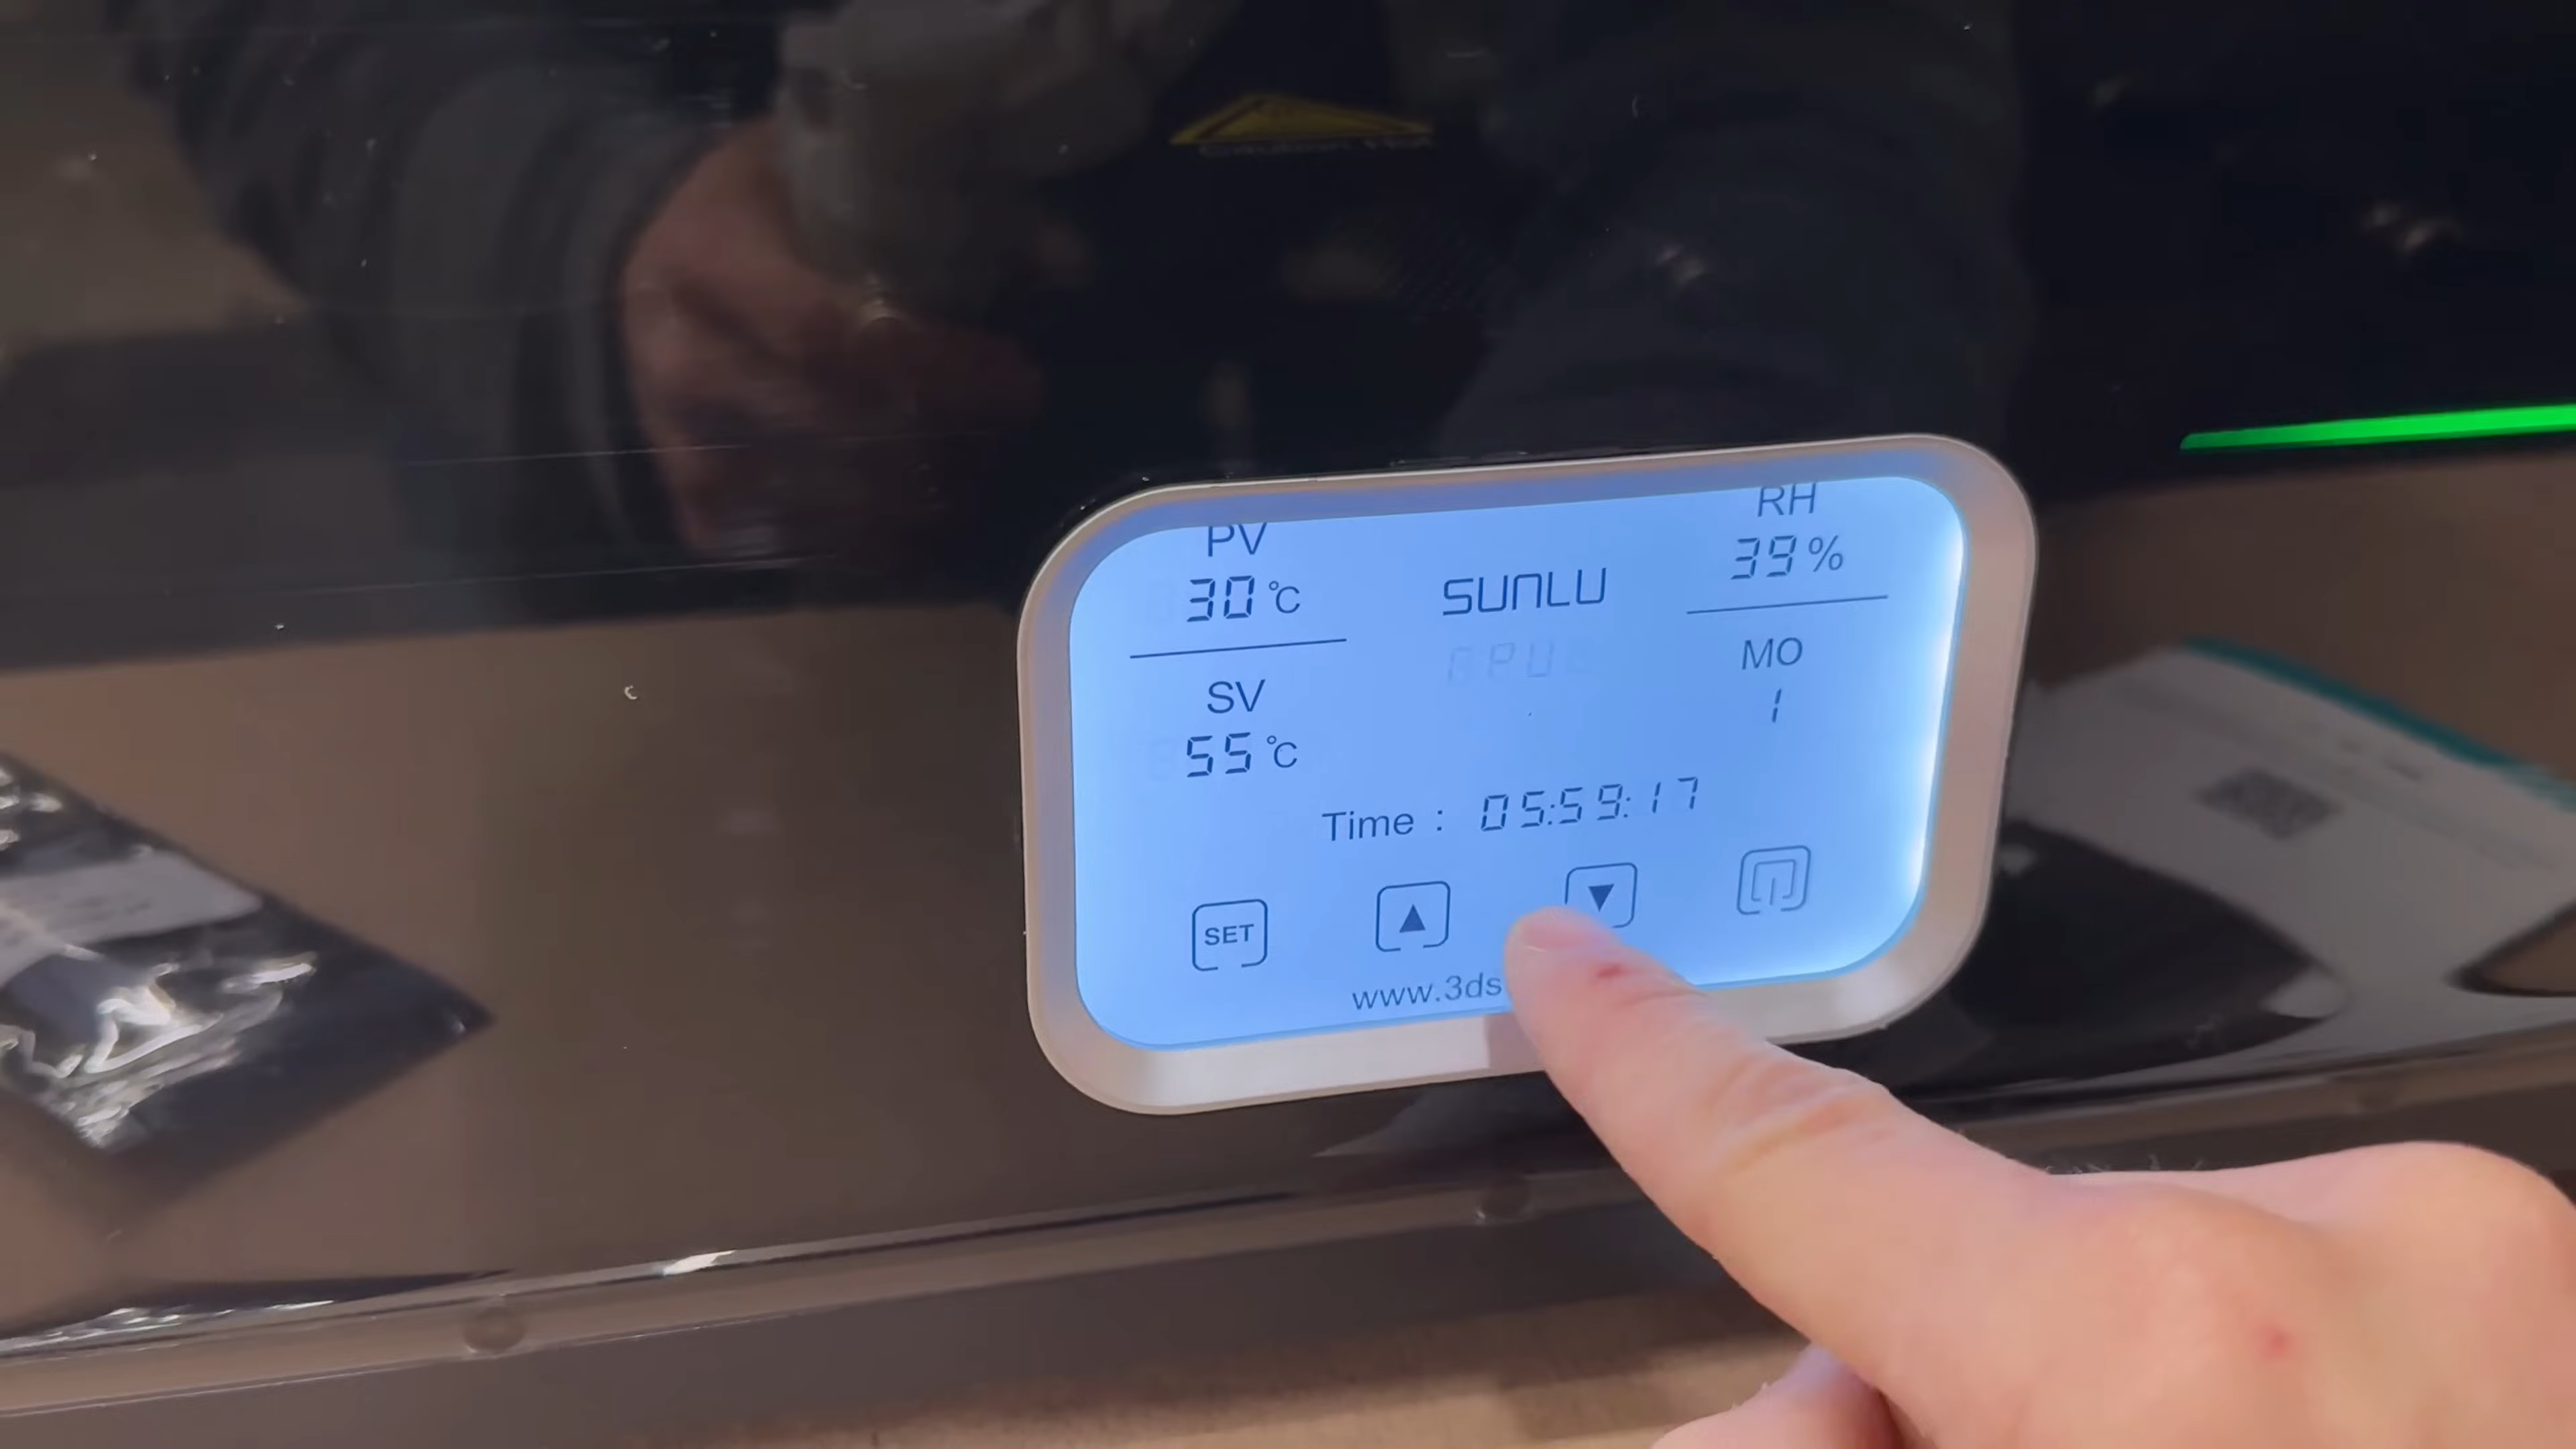 PV
30 °C
SV
55 °C
SUNLU
RH
39 %
MO
1
Time : 05:59:17
SET
www.3ds